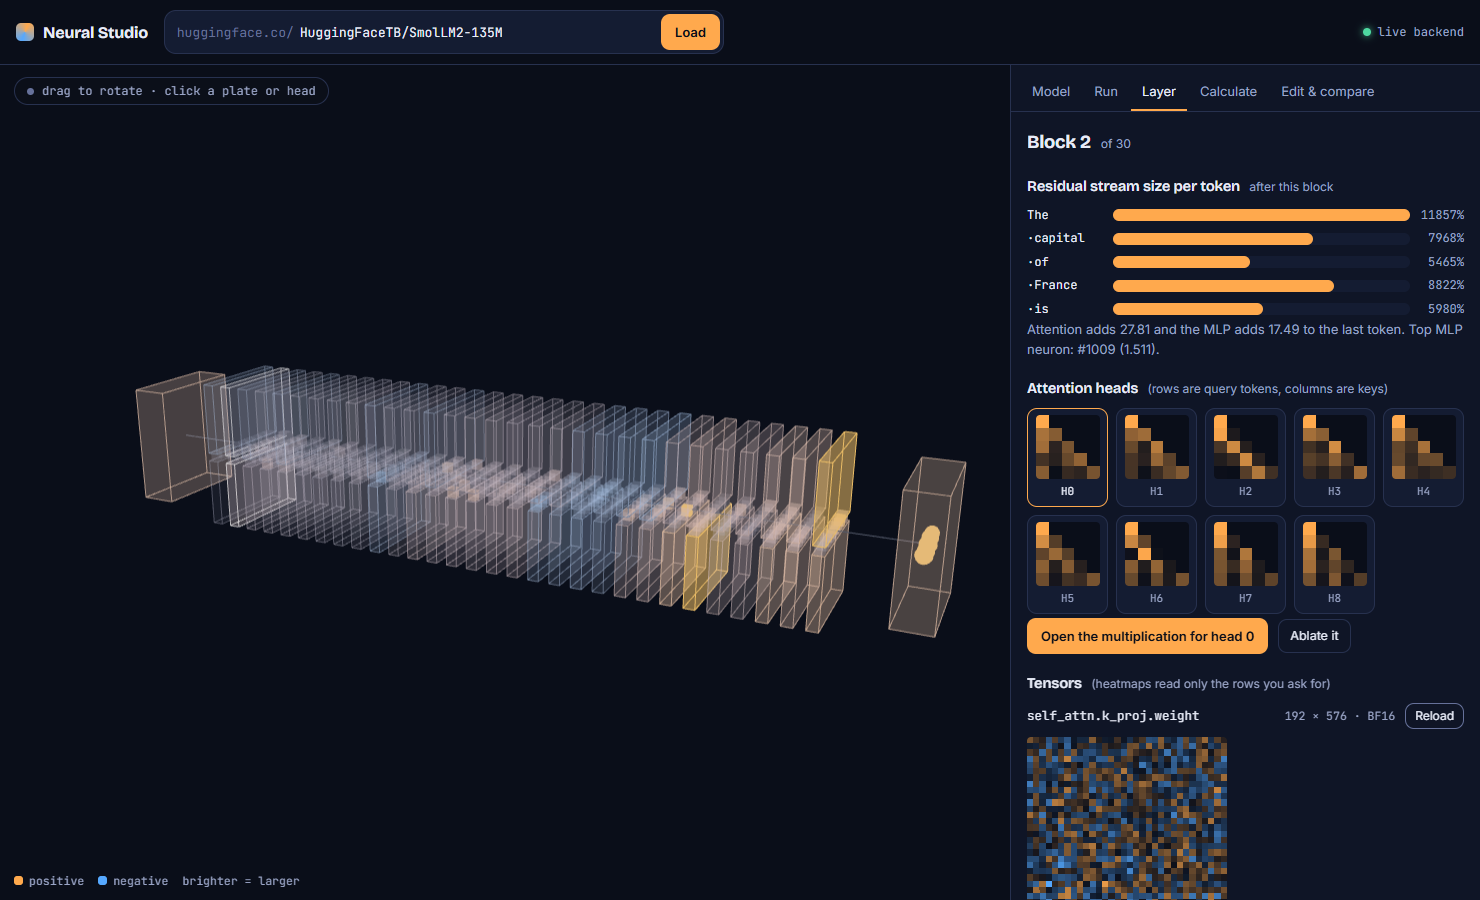 Neural Studio
huggingface.co/ HuggingFaceTB/SmolLM2-135M
Load
live backend
drag to rotate · click a plate or head
Model Run Layer Calculate Edit & compare
Block 2 of 30
Residual stream size per token after this block
The 11857%
·capital 7968%
·of 5465%
·France 8822%
·is 5980%
Attention adds 27.81 and the MLP adds 17.49 to the last token. Top MLP
neuron: #1009 (1.511).
Attention heads (rows are query tokens, columns are keys)
H0 H1 H2 H3 H4
H5 H6 H7 H8
Open the multiplication for head 0 Ablate it
Tensors (heatmaps read only the rows you ask for)
self_attn.k_proj.weight 192 × 576 · BF16 Reload
positive negative brighter = larger